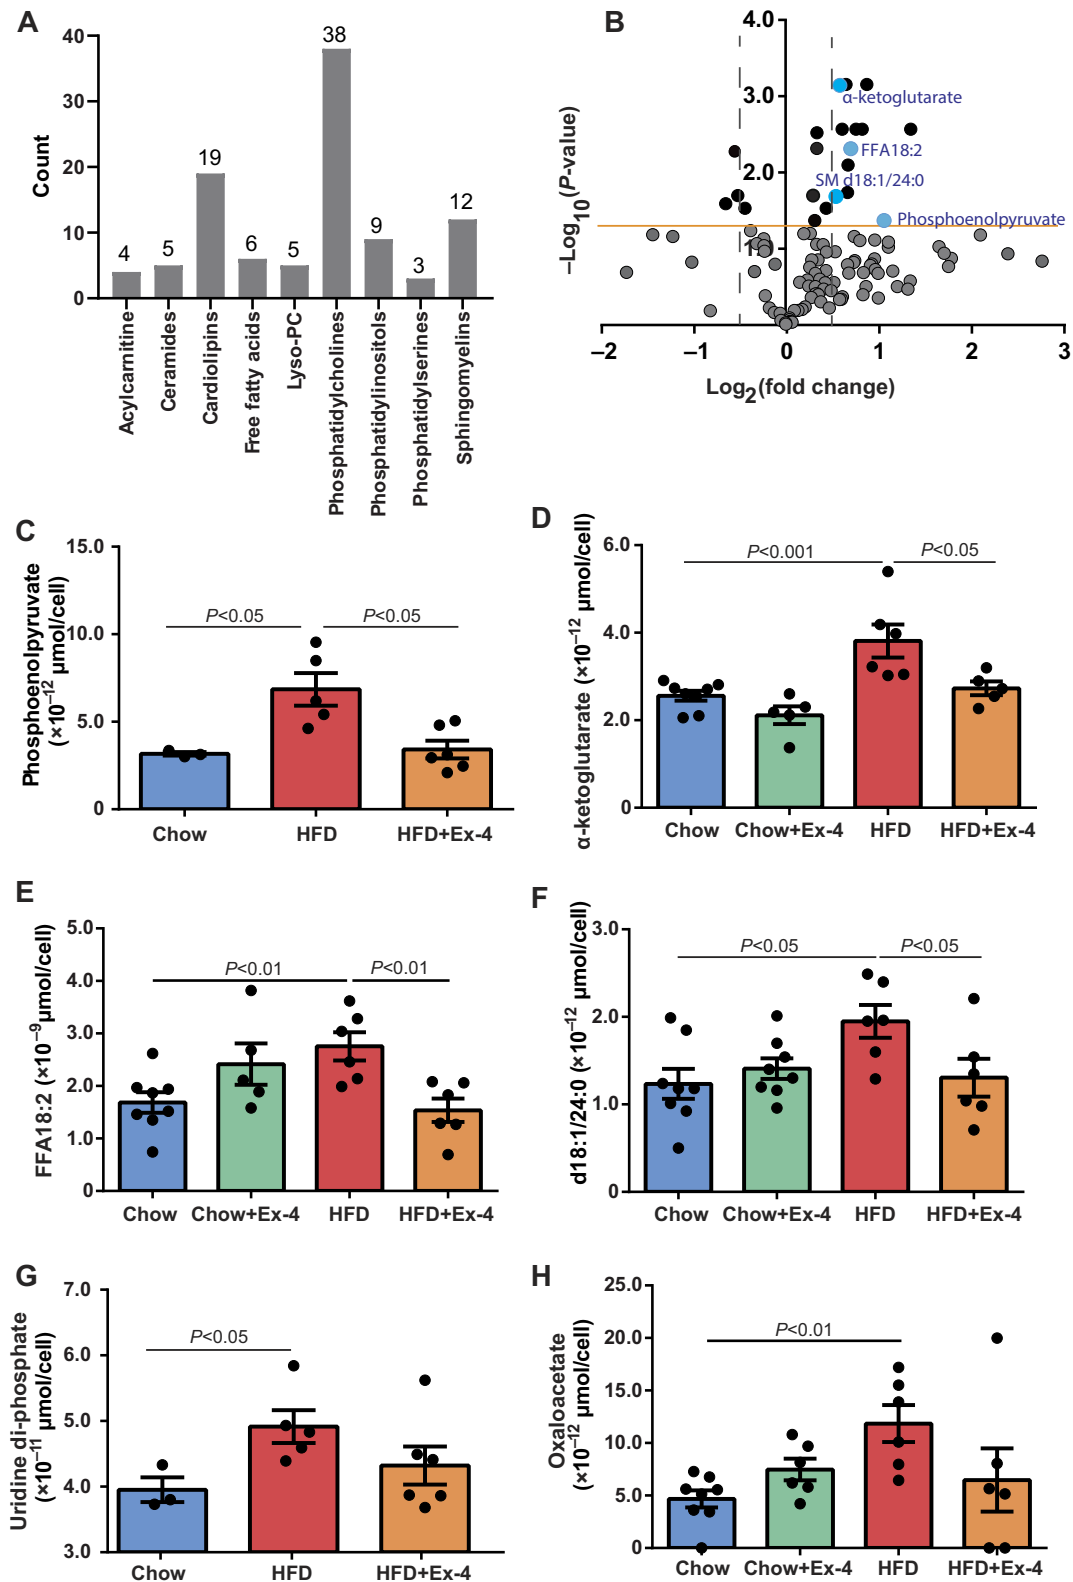 A
Count
40
30
20
10
0
4
5
19
6
5
38
9
3
12
Acylcarnitine
Ceramides
Cardiolipins
Free fatty acids
Lyso-PC
Phosphatidylcholines
Phosphatidylinositols
Phosphatidylserines
Sphingomyelins
B
–Log10(P-value)
4.0
3.0
2.0
1.0
α-ketoglutarate
FFA18:2
SM d18:1/24:0
Phosphoenolpyruvate
–2
–1
0
1
2
3
Log2(fold change)
C
Phosphoenolpyruvate
(×10−12 μmol/cell)
15.0
10.0
5.0
0
P<0.05
P<0.05
Chow
HFD
HFD+Ex-4
D
α-ketoglutarate (×10−12 μmol/cell)
6.0
4.0
2.0
0
P<0.001
P<0.05
Chow
Chow+Ex-4
HFD
HFD+Ex-4
E
FFA18:2 (×10−9μmol/cell)
5.0
4.0
3.0
2.0
1.0
0
P<0.01
P<0.01
Chow
Chow+Ex-4
HFD
HFD+Ex-4
F
d18:1/24:0 (×10−12 μmol/cell)
3.0
2.0
1.0
0
P<0.05
P<0.05
Chow
Chow+Ex-4
HFD
HFD+Ex-4
G
Uridine di-phosphate
(×10−11 μmol/cell)
7.0
6.0
5.0
4.0
3.0
P<0.05
Chow
HFD
HFD+Ex-4
H
Oxaloacetate
(×10−12 μmol/cell)
25.0
20.0
15.0
10.0
5.0
0
P<0.01
Chow
Chow+Ex-4
HFD
HFD+Ex-4